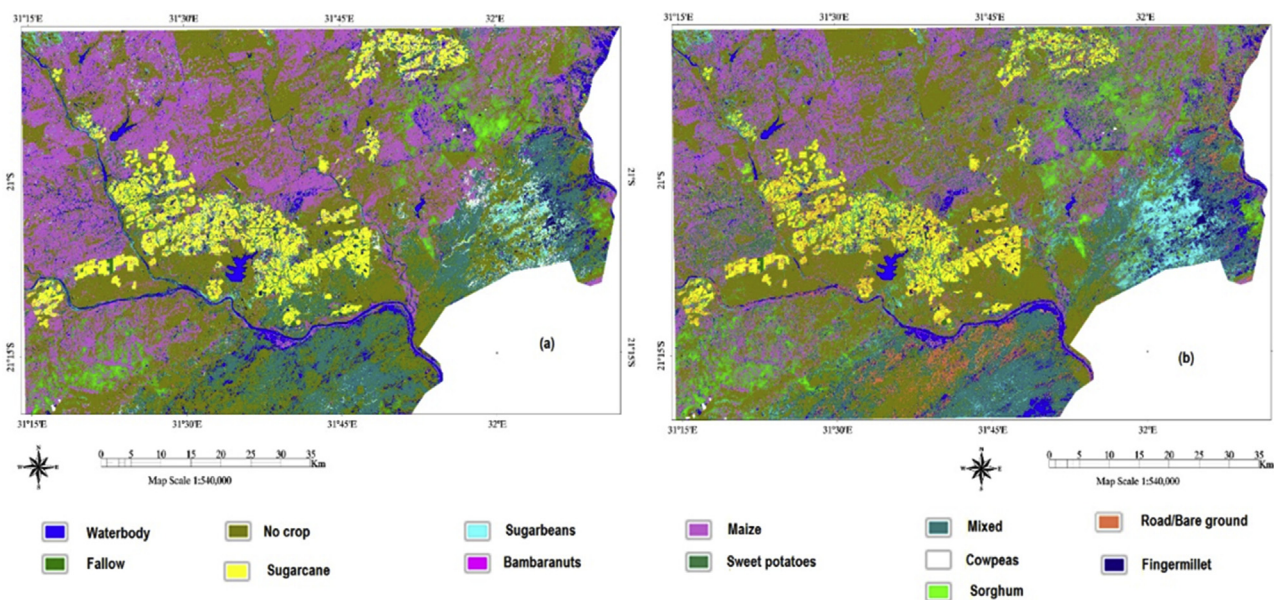 31°15'E 31°30'E 31°45'E 32°E
31°15'E 31°30'E 31°45'E 32°E
21°S
21°S
21°S
21°15'S
21°15'S
21°15'S
(a)
(b)
31°15'E 31°30'E 31°45'E 32°E
31°15'E 31°30'E 31°45'E 32°E
N
W E
S
0 5 10 15 20 25 30 35
Km
Map Scale 1:540,000
N
W E
S
0 5 10 15 20 25 30 35
Km
Map Scale 1:540,000
Waterbody
No crop
Sugarbeans
Maize
Mixed
Road/Bare ground
Fallow
Sugarcane
Bambaranuts
Sweet potatoes
Cowpeas
Fingermillet
Sorghum